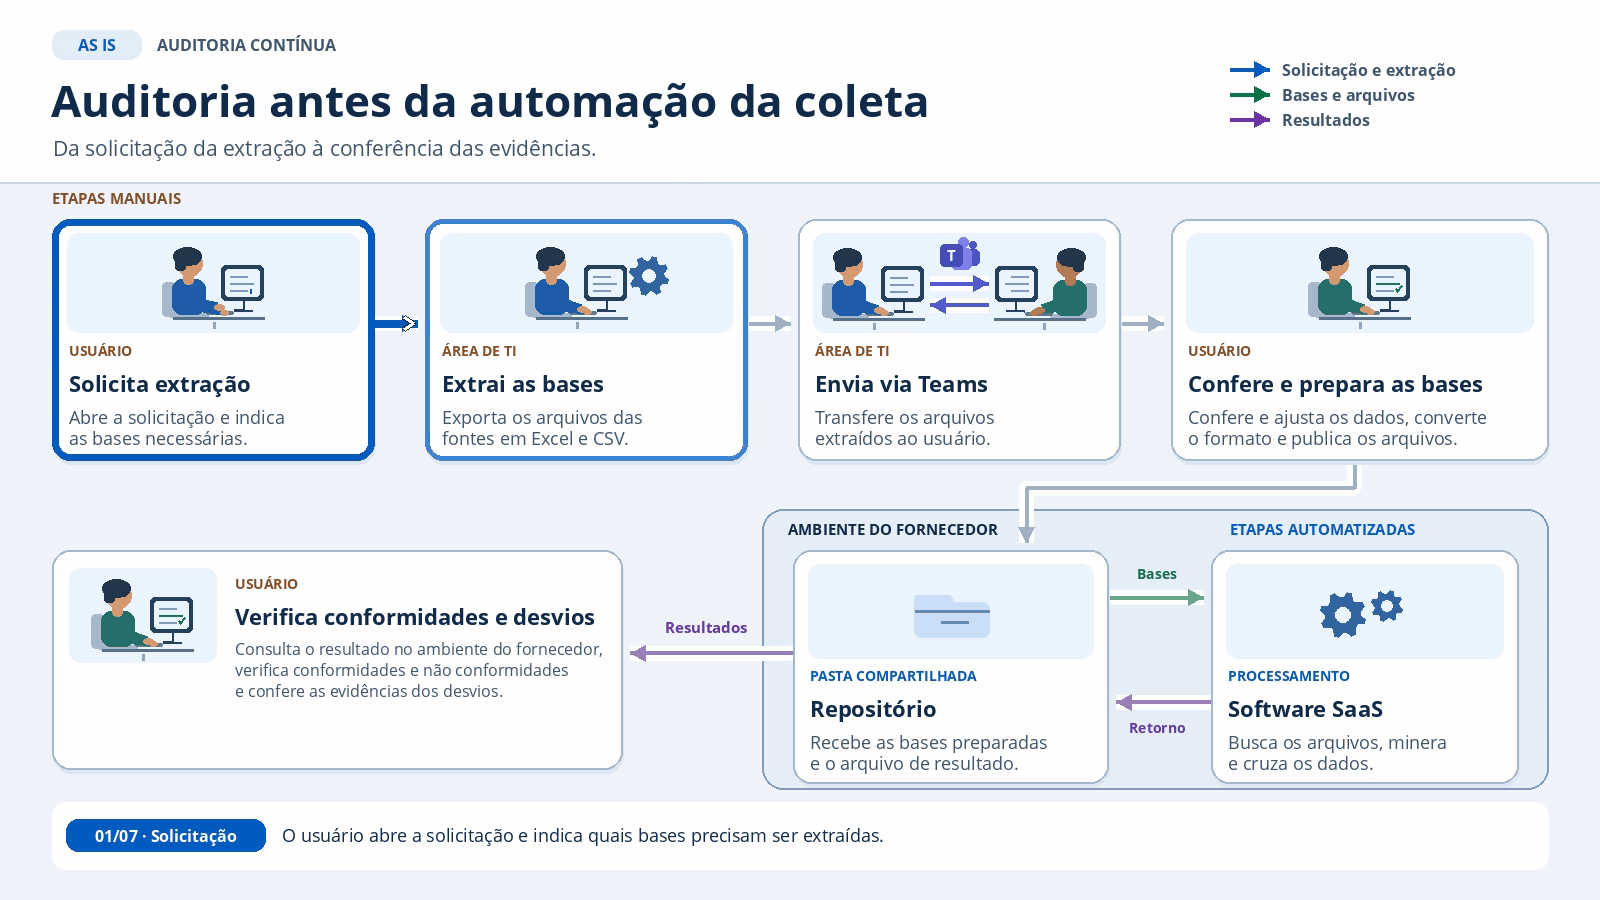 AS IS
AUDITORIA CONTÍNUA
Auditoria antes da automação da coleta
Da solicitação da extração à conferência das evidências.
Solicitação e extração
Bases e arquivos
Resultados
ETAPAS MANUAIS
USUÁRIO
Solicita extração
Abre a solicitação e indica
as bases necessárias.
ÁREA DE TI
Extrai as bases
Exporta os arquivos das
fontes em Excel e CSV.
T
ÁREA DE TI
Envia via Teams
Transfere os arquivos
extraídos ao usuário.
USUÁRIO
Confere e prepara as bases
Confere e ajusta os dados, converte
o formato e publica os arquivos.
USUÁRIO
Verifica conformidades e desvios
Consulta o resultado no ambiente do fornecedor,
verifica conformidades e não conformidades
e confere as evidências dos desvios.
Resultados
AMBIENTE DO FORNECEDOR
ETAPAS AUTOMATIZADAS
PASTA COMPARTILHADA
Repositório
Recebe as bases preparadas
e o arquivo de resultado.
Bases
Retorno
PROCESSAMENTO
Software SaaS
Busca os arquivos, minera
e cruza os dados.
01/07 · Solicitação
O usuário abre a solicitação e indica quais bases precisam ser extraídas.